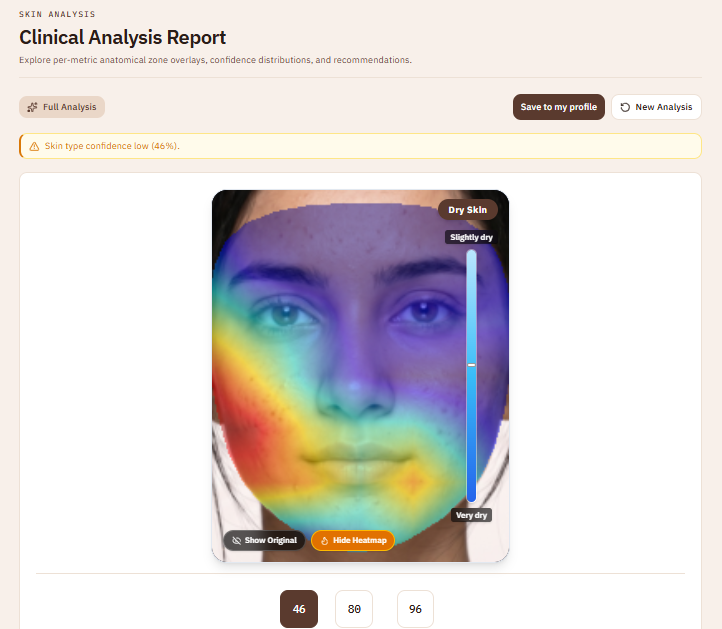 SKIN ANALYSIS
Clinical Analysis Report
Explore per-metric anatomical zone overlays, confidence distributions, and recommendations.
Full Analysis
Save to my profile
New Analysis
Skin type confidence low (46%).
Dry Skin
Slightly dry
Very dry
Show Original
Hide Heatmap
46
80
96